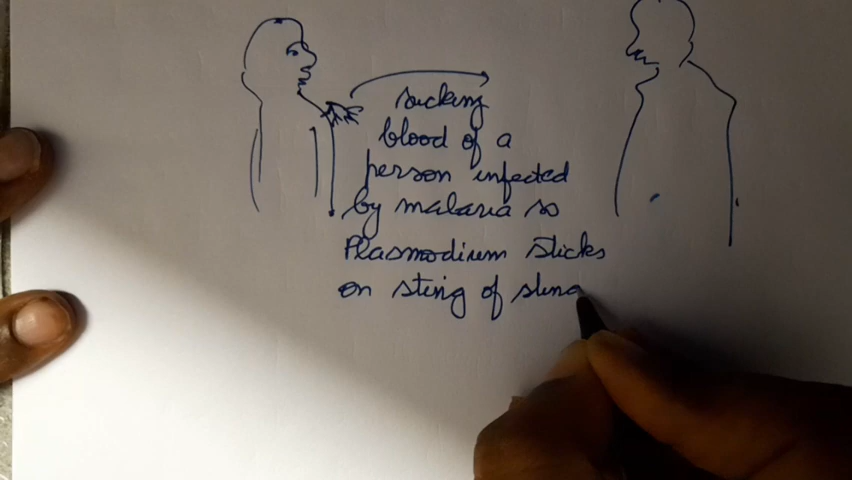 sucking
blood of a
person infected
by malaria so
Plasmodium sticks
on sting of